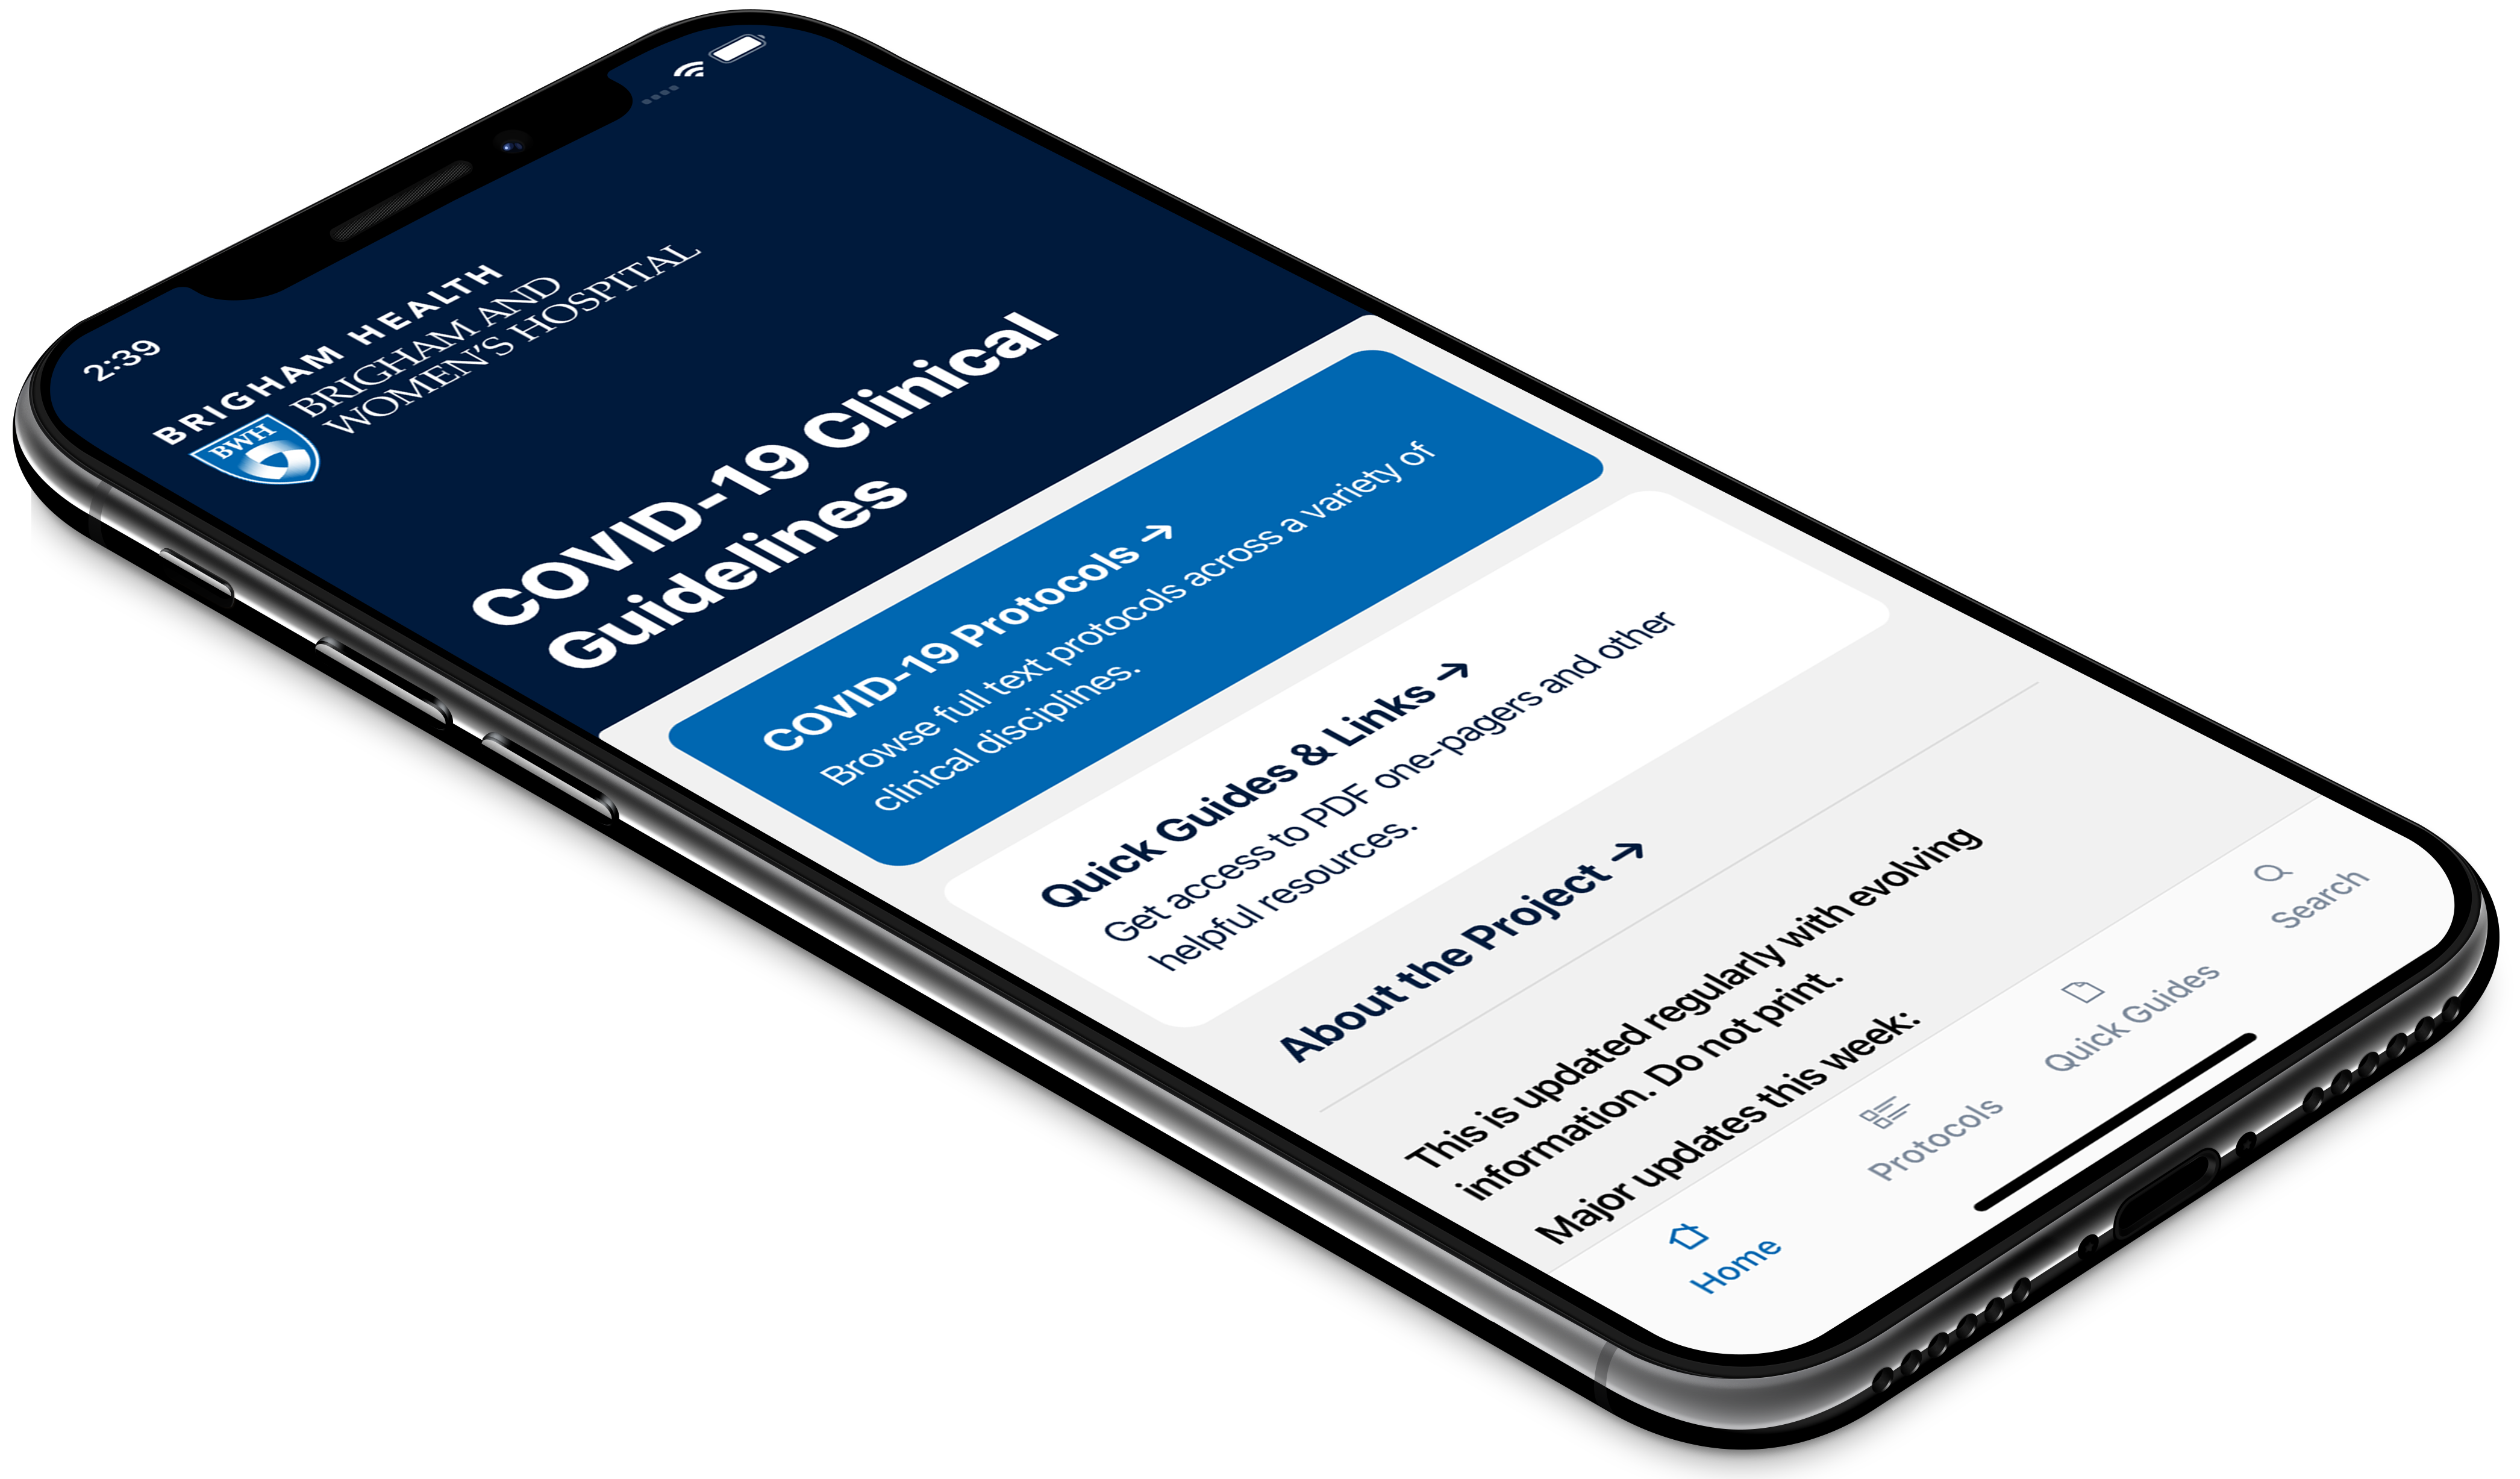 2:39
BRIGHAM HEALTH
BWH
BRIGHAM AND
WOMEN'S HOSPITAL
COVID-19 Clinical
Guidelines
COVID-19 Protocols →
Browse full text protocols across a variety of
clinical disciplines.
Quick Guides & Links →
Get access to PDF one-pagers and other
helpful resources.
About the Project →
This is updated regularly with evolving
information. Do not print.
Major updates this week:
Home
Protocols
Quick Guides
Search